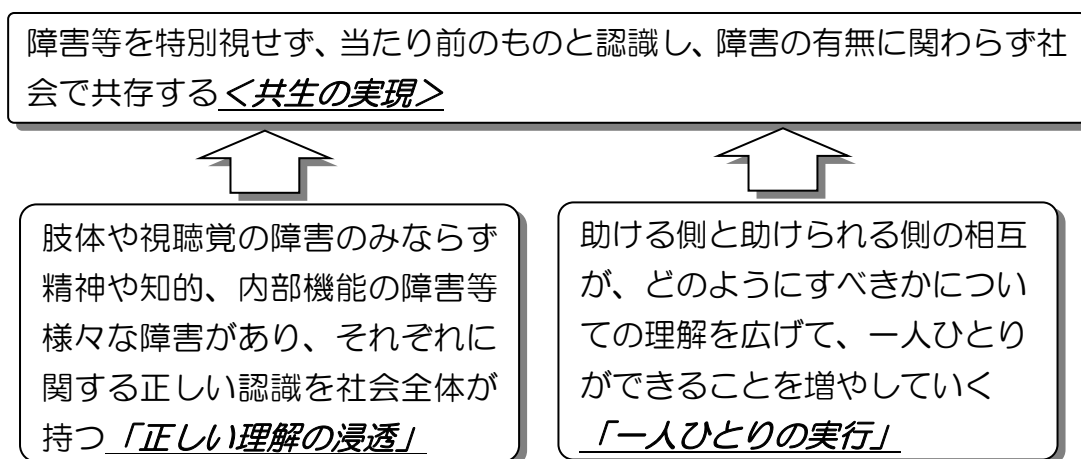 障害等を特別視せず、当たり前のものと認識し、障害の有無に関わらず社
会で共存する＜共生の実現＞
肢体や視聴覚の障害のみならず
精神や知的、内部機能の障害等
様々な障害があり、それぞれに
関する正しい認識を社会全体が
持つ「正しい理解の浸透」
助ける側と助けられる側の相互
が、どのようにすべきかについ
ての理解を広げて、一人ひとり
ができることを増やしていく
「一人ひとりの実行」